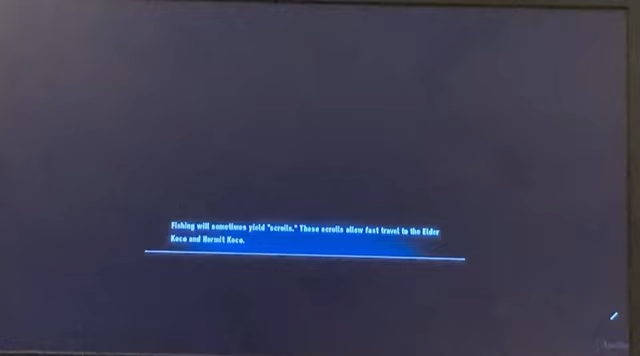 Fishing will sometimes yield "scrolls." These scrolls allow fast travel to the Elder
Koco and Hermit Koco.